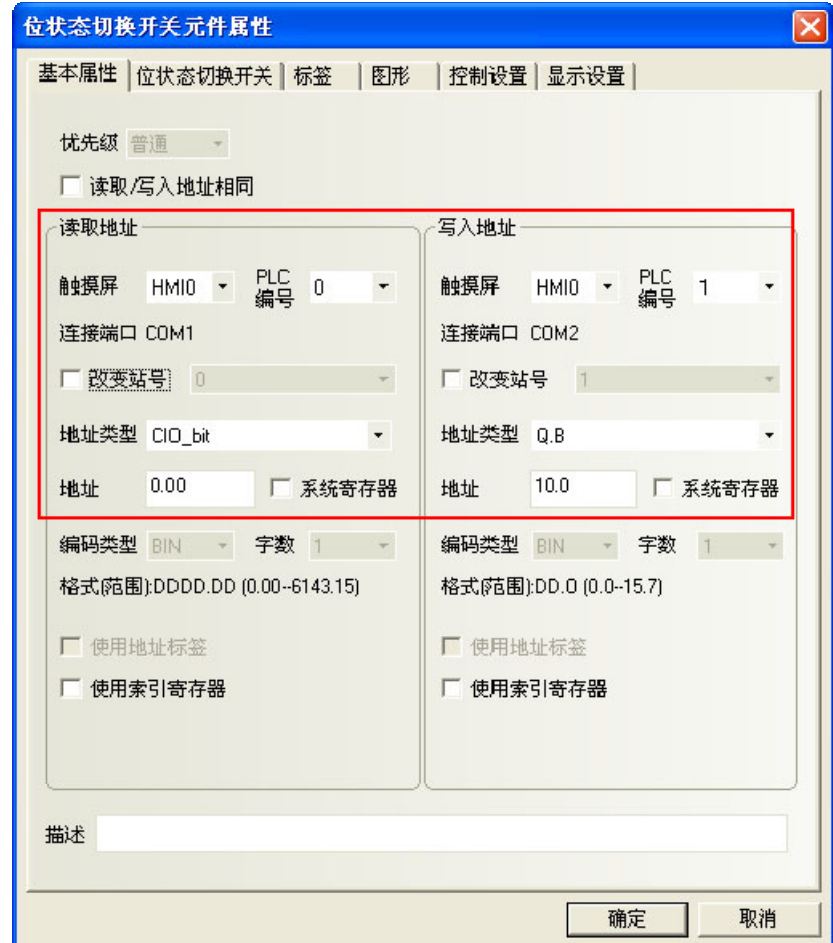 位状态切换开关元件属性
基本属性 位状态切换开关 标签 图形 控制设置 显示设置
优先级 普通
读取/写入地址相同
读取地址
触摸屏 HMI0 PLC编号 0
连接端口 COM1
改变站号 0
地址类型 CIO_bit
地址 0.00 系统寄存器
编码类型 BIN 字数 1
格式(范围):DDDD.DD (0.00--6143.15)
使用地址标签
使用索引寄存器
写入地址
触摸屏 HMI0 PLC编号 1
连接端口 COM2
改变站号 1
地址类型 Q.B
地址 10.0 系统寄存器
编码类型 BIN 字数 1
格式(范围):DD.O (0.0--15.7)
使用地址标签
使用索引寄存器
描述
确定 取消